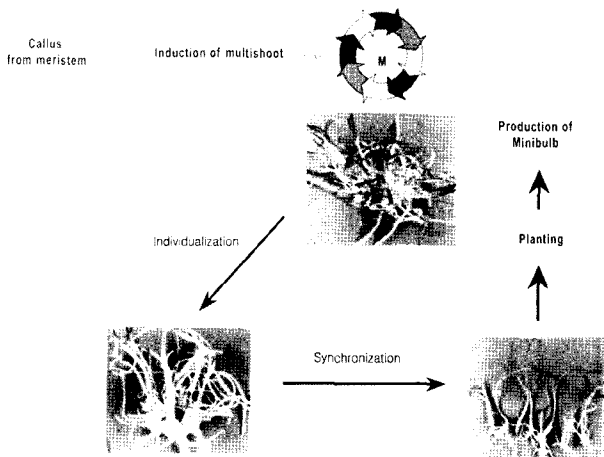 Callus
from meristem
Induction of multishoot
M
Production of
Minibulb
Individualization
Planting
Synchronization